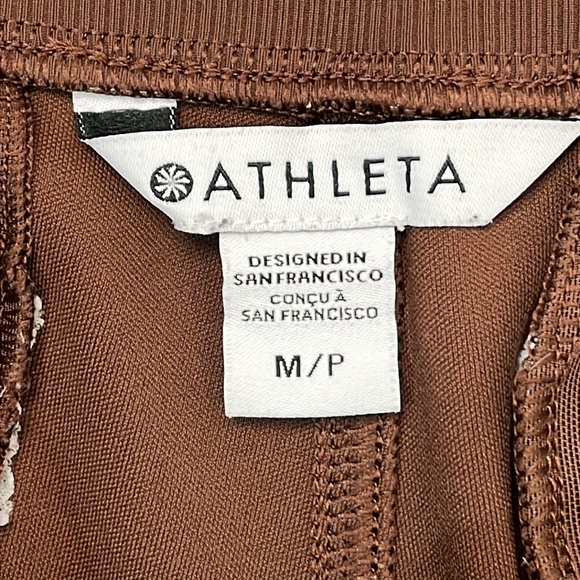 ATHLETA
DESIGNED IN
SAN FRANCISCO
CONÇU À
SAN FRANCISCO
M/P